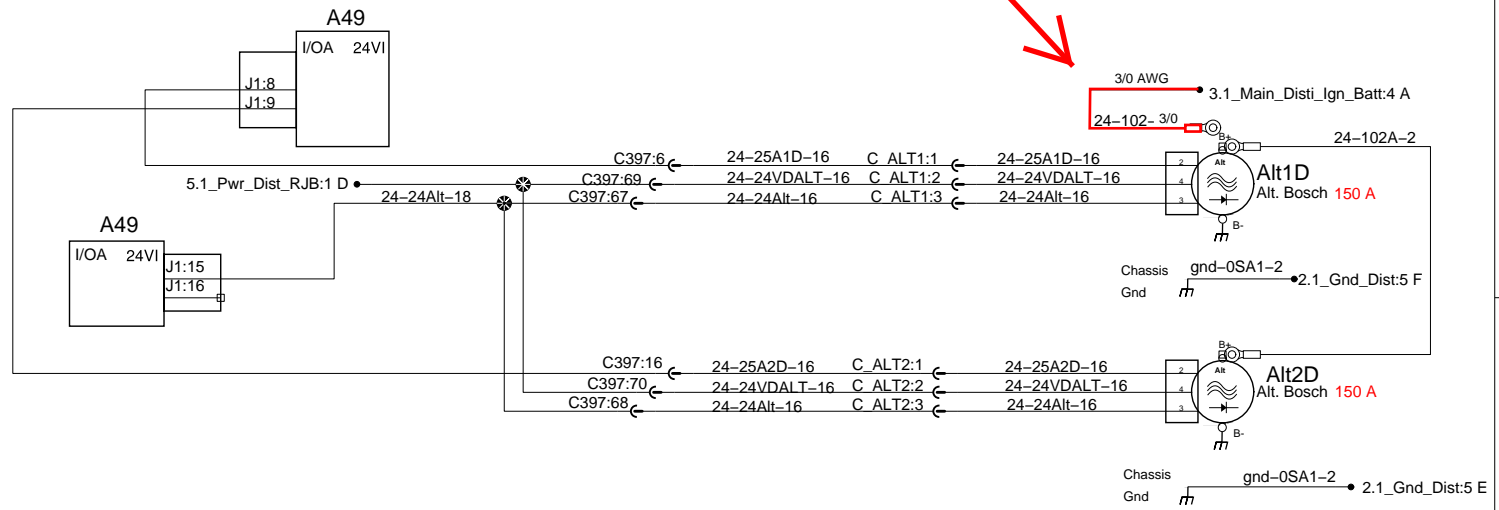 A49
I/OA 24VI
J1:8
J1:9
3/0 AWG
3.1_Main_Disti_Ign_Batt:4 A
24–102- 3/0
B+
24–102A–2
C397:6 24–25A1D–16 C_ALT1:1 24–25A1D–16 2 Alt
Alt1D
5.1_Pwr_Dist_RJB:1 D C397:69 24–24VDALT–16 C_ALT1:2 24–24VDALT–16 4
Alt. Bosch 150 A
24–24Alt–18 C397:67 24–24Alt–16 C_ALT1:3 24–24Alt–16 3
B-
A49
I/OA 24VI
J1:15
J1:16
Chassis Gnd gnd–0SA1–2 2.1_Gnd_Dist:5 F
B+
C397:16 24–25A2D–16 C_ALT2:1 24–25A2D–16 2 Alt
Alt2D
C397:70 24–24VDALT–16 C_ALT2:2 24–24VDALT–16 4
Alt. Bosch 150 A
C397:68 24–24Alt–16 C_ALT2:3 24–24Alt–16 3
B-
Chassis Gnd gnd–0SA1–2 2.1_Gnd_Dist:5 E